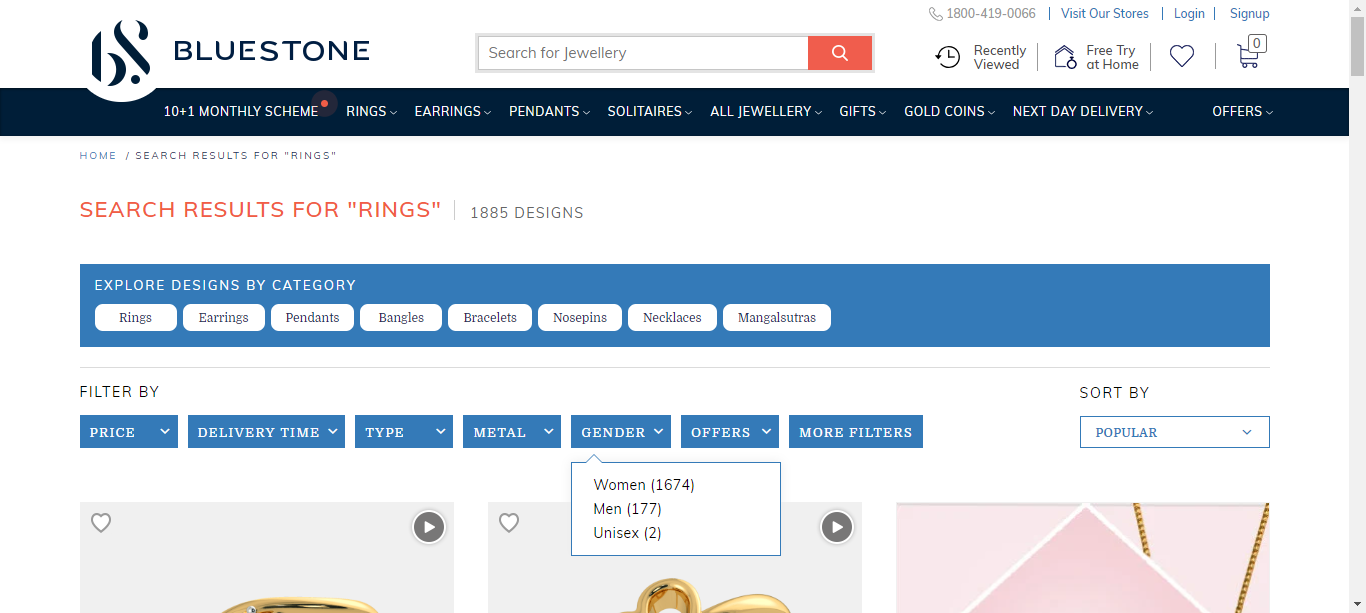 1800-419-0066 | Visit Our Stores | Login | Signup
BLUESTONE
Search for Jewellery
Recently Viewed
Free Try at Home
0
10+1 MONTHLY SCHEME RINGS EARRINGS PENDANTS SOLITAIRES ALL JEWELLERY GIFTS GOLD COINS NEXT DAY DELIVERY OFFERS
HOME / SEARCH RESULTS FOR "RINGS"
SEARCH RESULTS FOR "RINGS" | 1885 DESIGNS
EXPLORE DESIGNS BY CATEGORY
Rings Earrings Pendants Bangles Bracelets Nosepins Necklaces Mangalsutras
FILTER BY
SORT BY
PRICE DELIVERY TIME TYPE METAL GENDER OFFERS MORE FILTERS
POPULAR
Women (1674)
Men (177)
Unisex (2)